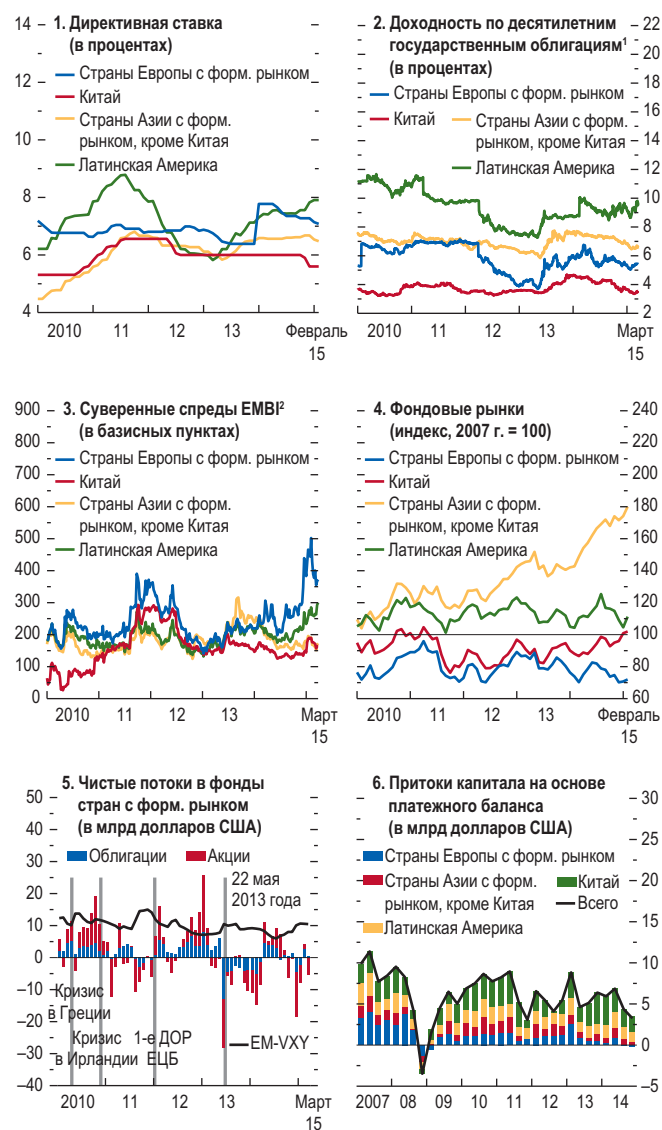 1. Директивная ставка
(в процентах)
Страны Европы с форм. рынком
Китай
Страны Азии с форм.
рынком, кроме Китая
Латинская Америка
14
12
10
8
6
4
2010 11 12 13 Февраль
15
2. Доходность по десятилетним
государственным облигациям¹
(в процентах)
Страны Европы с форм. рынком
Китай
Страны Азии с форм.
рынком, кроме Китая
Латинская Америка
22
20
18
16
14
12
10
8
6
4
2
2010 11 12 13 Март
15
3. Суверенные спреды EMBI²
(в базисных пунктах)
Страны Европы с форм. рынком
Китай
Страны Азии с форм.
рынком, кроме Китая
Латинская Америка
900
800
700
600
500
400
300
200
100
0
2010 11 12 13 Март
15
4. Фондовые рынки
(индекс, 2007 г. = 100)
Страны Европы с форм. рынком
Китай
Страны Азии с форм.
рынком, кроме Китая
Латинская Америка
240
220
200
180
160
140
120
100
80
60
2010 11 12 13 Февраль
15
5. Чистые потоки в фонды
стран с форм. рынком
(в млрд долларов США)
Облигации Акции
22 мая
2013 года
Кризис
в Греции
Кризис
в Ирландии
1-е ДОР
ЕЦБ
EM-VXY
50
40
30
20
10
0
–10
–20
–30
–40
2010 11 12 13 Март
15
6. Притоки капитала на основе
платежного баланса
(в млрд долларов США)
Страны Европы с форм. рынком
Страны Азии с форм.
рынком, кроме Китая
Китай
Всего
Латинская Америка
30
25
20
15
10
5
0
–5
2007 08 09 10 11 12 13 14